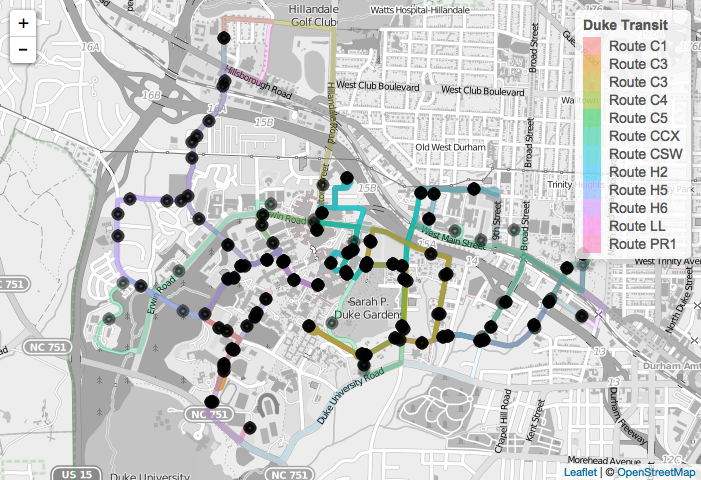 +
−
Hillandale
Golf Club
Watts Hospital-Hillandale
Duke Transit
Route C1
Route C3
Route C3
Route C4
Route C5
Route CCX
Route CSW
Route H2
Route H5
Route H6
Route LL
Route PR1
16A
Hillsborough Road
Broad Street
West Club Boulevard
West Club Boulevard
Hillandale Road
16B
15B
Old West Durham
Broad Street
15B
Trinity Heights
Erwin Road
9th Street
Broad Street
West Main Street
15A
14
West Trinity Ave
751
Erwin Road
Sarah P.
Duke Gardens
North Duke Street
NC 751
13
Durham Amt
Duke University Road
NC 751
Chapel Hill Road
Kent Street
Durham Freeway
Morehead Avenue
12C
US 15
Duke University
Leaflet | © OpenStreetMap